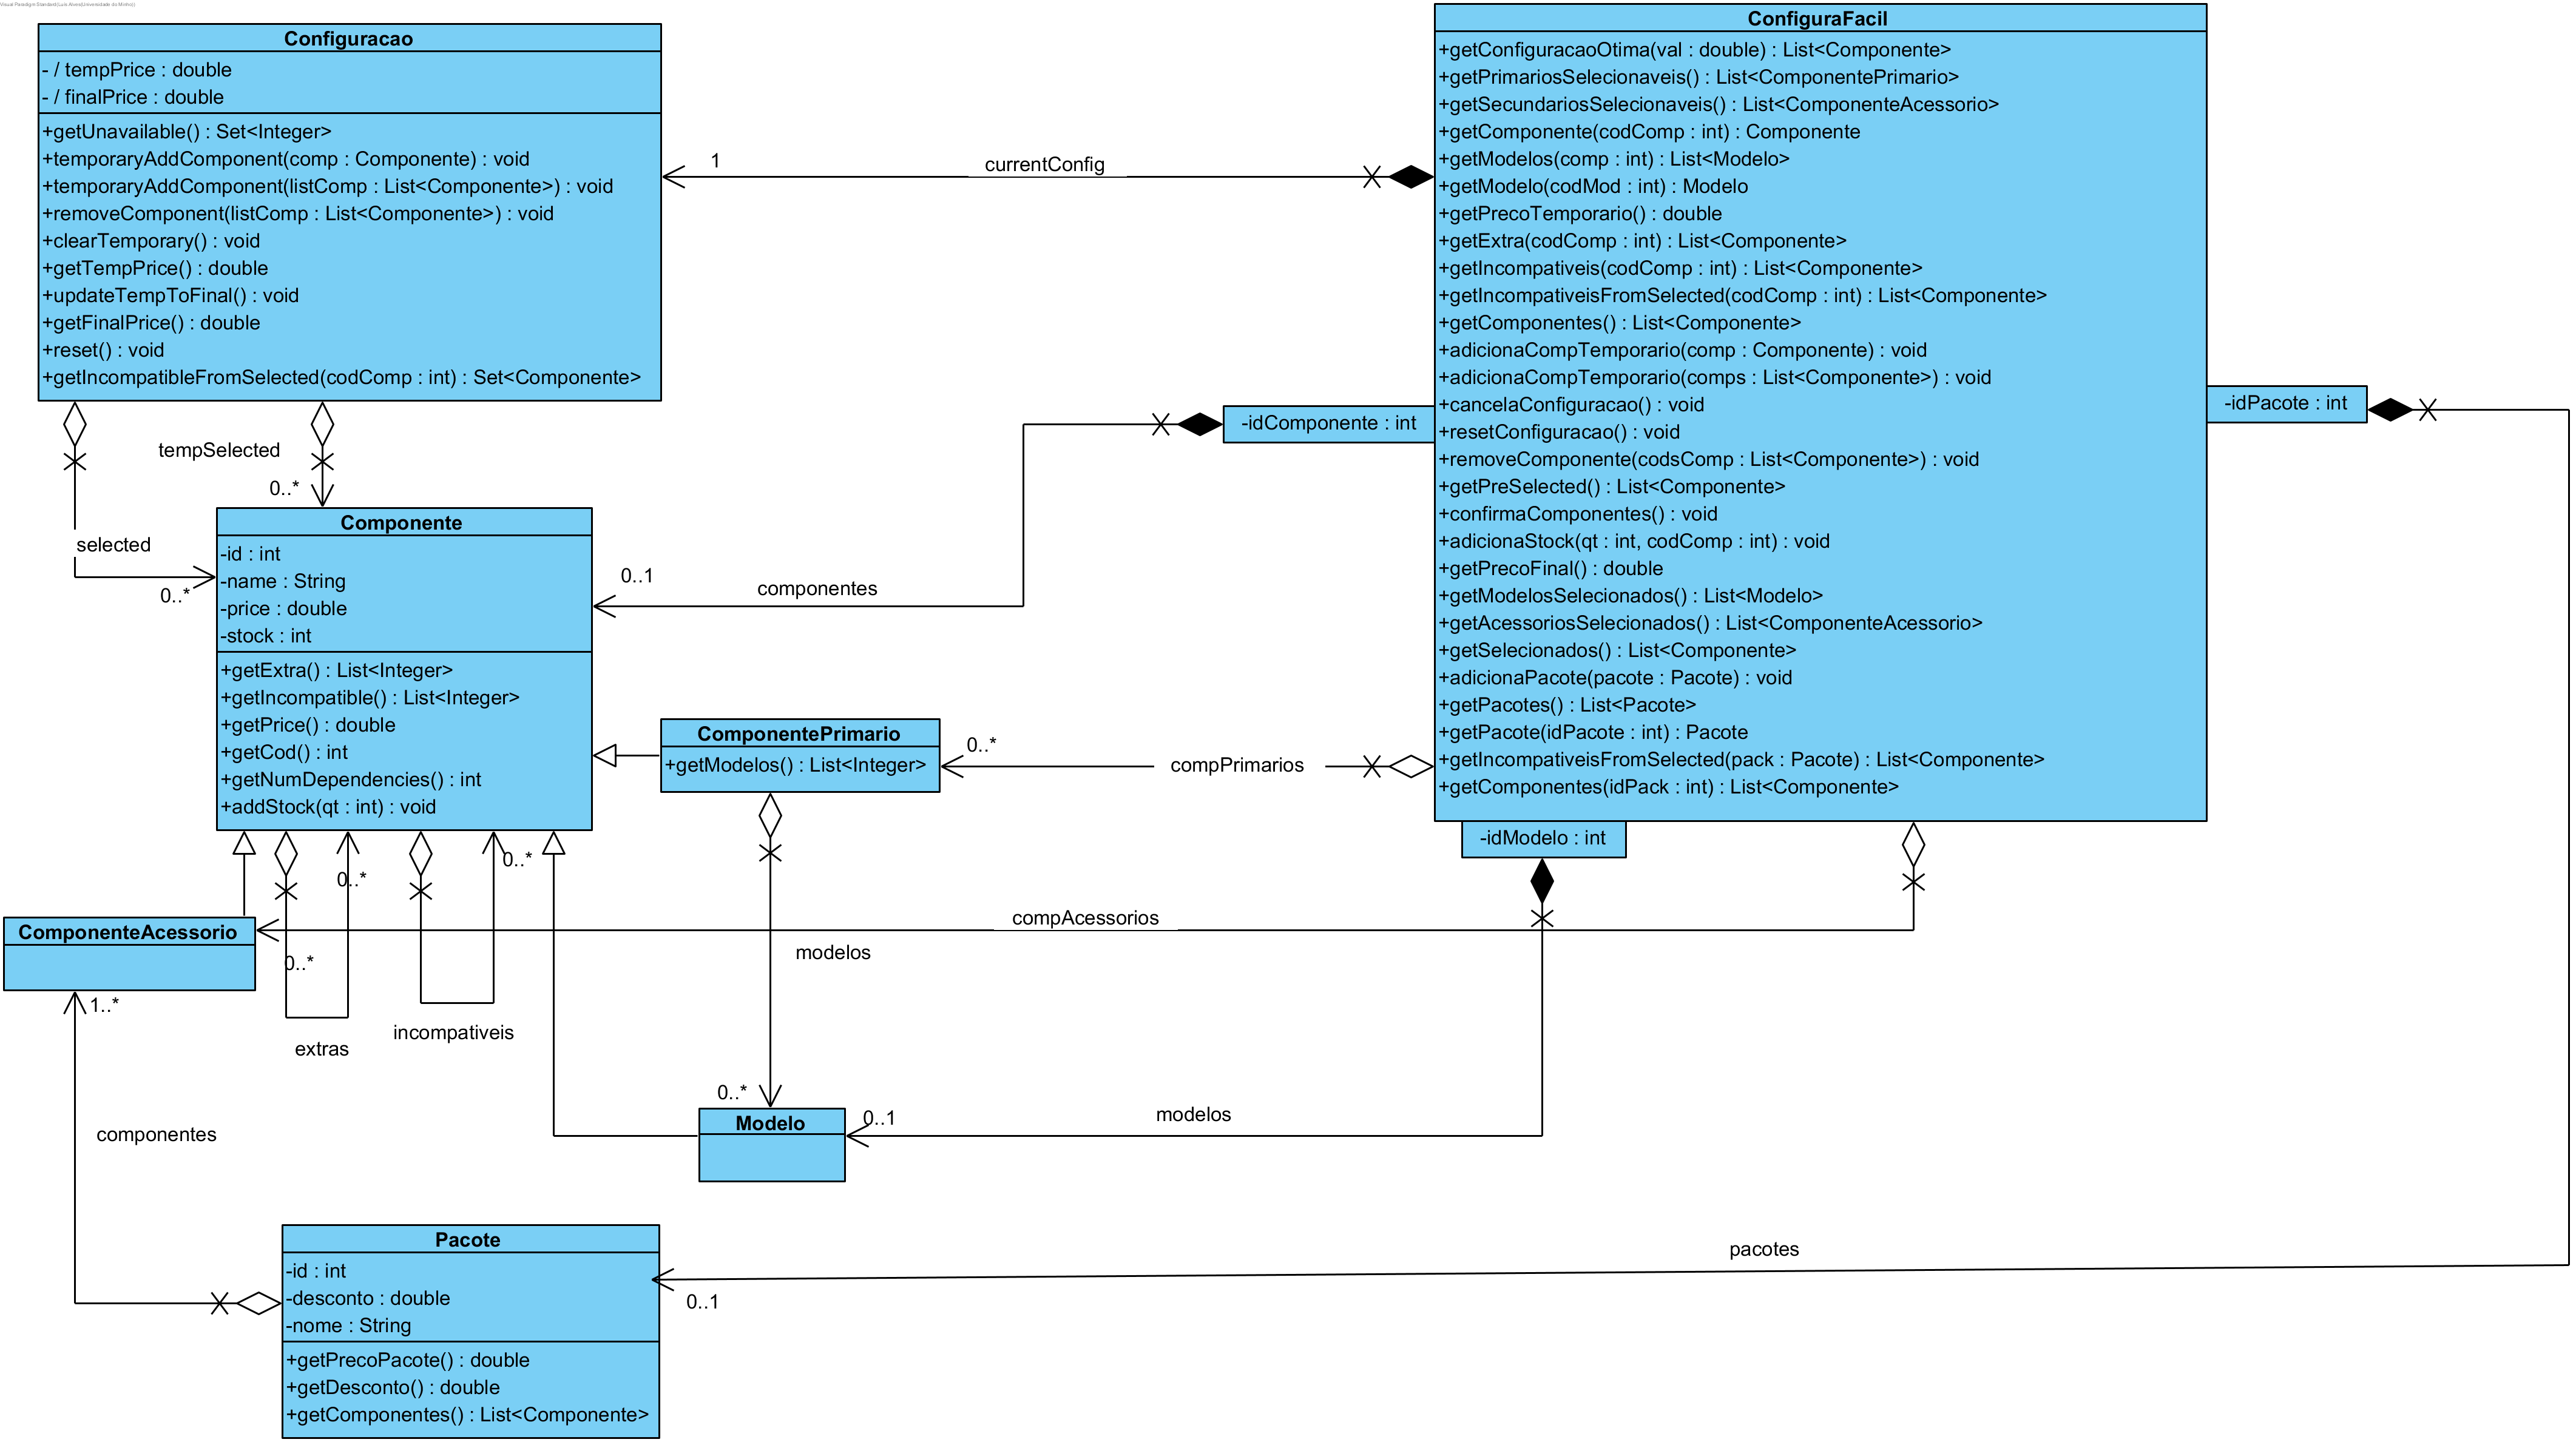 Visual Paradigm Standard(Luís Alves(Universidade do Minho))
Configuracao
- / tempPrice : double
- / finalPrice : double
+getUnavailable() : Set<Integer>
+temporaryAddComponent(comp : Componente) : void
+temporaryAddComponent(listComp : List<Componente>) : void
+removeComponent(listComp : List<Componente>) : void
+clearTemporary() : void
+getTempPrice() : double
+updateTempToFinal() : void
+getFinalPrice() : double
+reset() : void
+getIncompatibleFromSelected(codComp : int) : Set<Componente>
ConfiguraFacil
+getConfiguracaoOtima(val : double) : List<Componente>
+getPrimariosSelecionaveis() : List<ComponentePrimario>
+getSecundariosSelecionaveis() : List<ComponenteAcessorio>
+getComponente(codComp : int) : Componente
+getModelos(comp : int) : List<Modelo>
+getModelo(codMod : int) : Modelo
+getPrecoTemporario() : double
+getExtra(codComp : int) : List<Componente>
+getIncompativeis(codComp : int) : List<Componente>
+getIncompativeisFromSelected(codComp : int) : List<Componente>
+getComponentes() : List<Componente>
+adicionaCompTemporario(comp : Componente) : void
+adicionaCompTemporario(comps : List<Componente>) : void
+cancelaConfiguracao() : void
+resetConfiguracao() : void
+removeComponente(codsComp : List<Componente>) : void
+getPreSelected() : List<Componente>
+confirmaComponentes() : void
+adicionaStock(qt : int, codComp : int) : void
+getPrecoFinal() : double
+getModelosSelecionados() : List<Modelo>
+getAcessoriosSelecionados() : List<ComponenteAcessorio>
+getSelecionados() : List<Componente>
+adicionaPacote(pacote : Pacote) : void
+getPacotes() : List<Pacote>
+getPacote(idPacote : int) : Pacote
+getIncompativeisFromSelected(pack : Pacote) : List<Componente>
+getComponentes(idPack : int) : List<Componente>
1
currentConfig
-idComponente : int
-idPacote : int
-idModelo : int
tempSelected
0..*
selected
0..*
Componente
-id : int
-name : String
-price : double
-stock : int
+getExtra() : List<Integer>
+getIncompatible() : List<Integer>
+getPrice() : double
+getCod() : int
+getNumDependencies() : int
+addStock(qt : int) : void
0..1
componentes
ComponentePrimario
+getModelos() : List<Integer>
0..*
compPrimarios
0..*
0..*
ComponenteAcessorio
0..*
compAcessorios
modelos
1..*
extras
incompativeis
0..*
Modelo
0..1
modelos
componentes
Pacote
-id : int
-desconto : double
-nome : String
+getPrecoPacote() : double
+getDesconto() : double
+getComponentes() : List<Componente>
0..1
pacotes